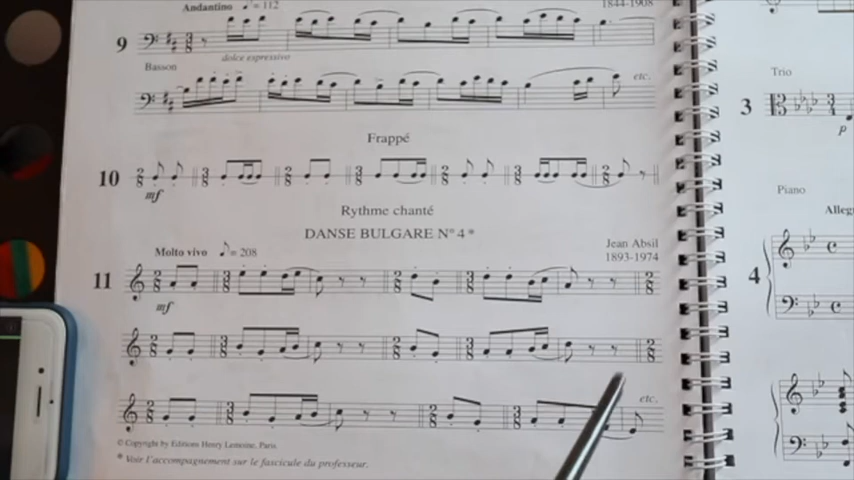 Andantino ♪ = 112
1844-1908
9
dolce espressivo
Basson
etc.
Frappé
10
mf
Rythme chanté
DANSE BULGARE N° 4 *
Jean Absil
1893-1974
Molto vivo ♪ = 208
11
mf
etc.
© Copyright by Editions Henry Lemoine, Paris.
* Voir l'accompagnement sur le fascicule du professeur.
Trio
3
p
Piano
4